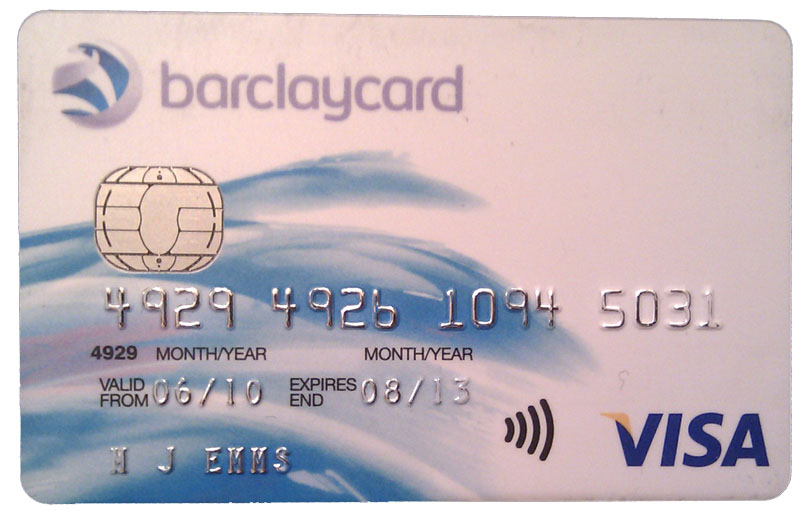 barclaycard
4929 4926 1094 5031
4929 MONTH/YEAR MONTH/YEAR
VALID FROM 06/10 EXPIRES END 08/13
M J EMMS
VISA